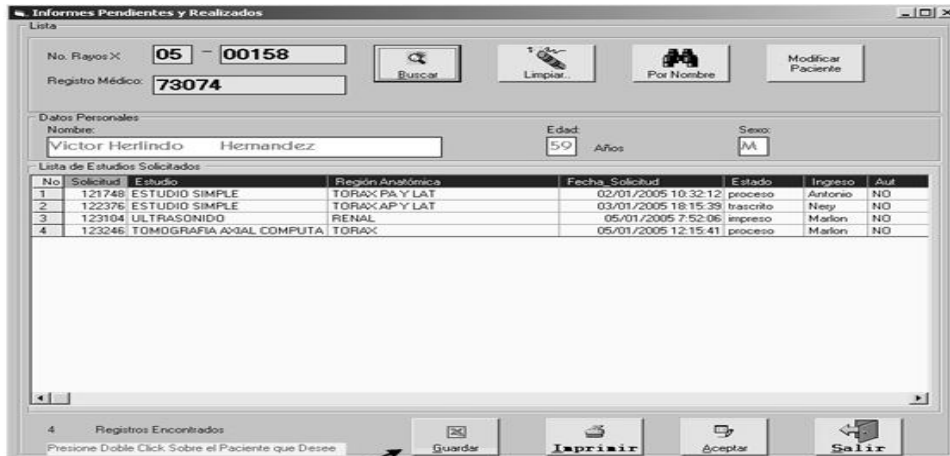 Informes Pendientes y Realizados
Lista
No. Rayos X 05 - 00158
Registro Médico: 73074
Buscar Limpiar.. Por Nombre Modificar Paciente
Datos Personales
Nombre: Edad: Sexo:
Victor Herlindo Hernandez 59 Años M
Lista de Estudios Solicitados
No Solicitud Estudio Región Anatómica Fecha_Solicitud Estado Ingreso Aut
1 121748 ESTUDIO SIMPLE TORAX PA Y LAT 02/01/2005 10:32:12 proceso Antonio NO
2 122376 ESTUDIO SIMPLE TORAX AP Y LAT 03/01/2005 18:15:39 trascrito Nery NO
3 123104 ULTRASONIDO RENAL 05/01/2005 7:52:06 impreso Marlon NO
4 123246 TOMOGRAFIA AXIAL COMPUTA TORAX 05/01/2005 12:15:41 proceso Marlon NO
4 Registros Encontrados
Presione Doble Click Sobre el Paciente que Desee
Guardar Imprimir Aceptar Salir